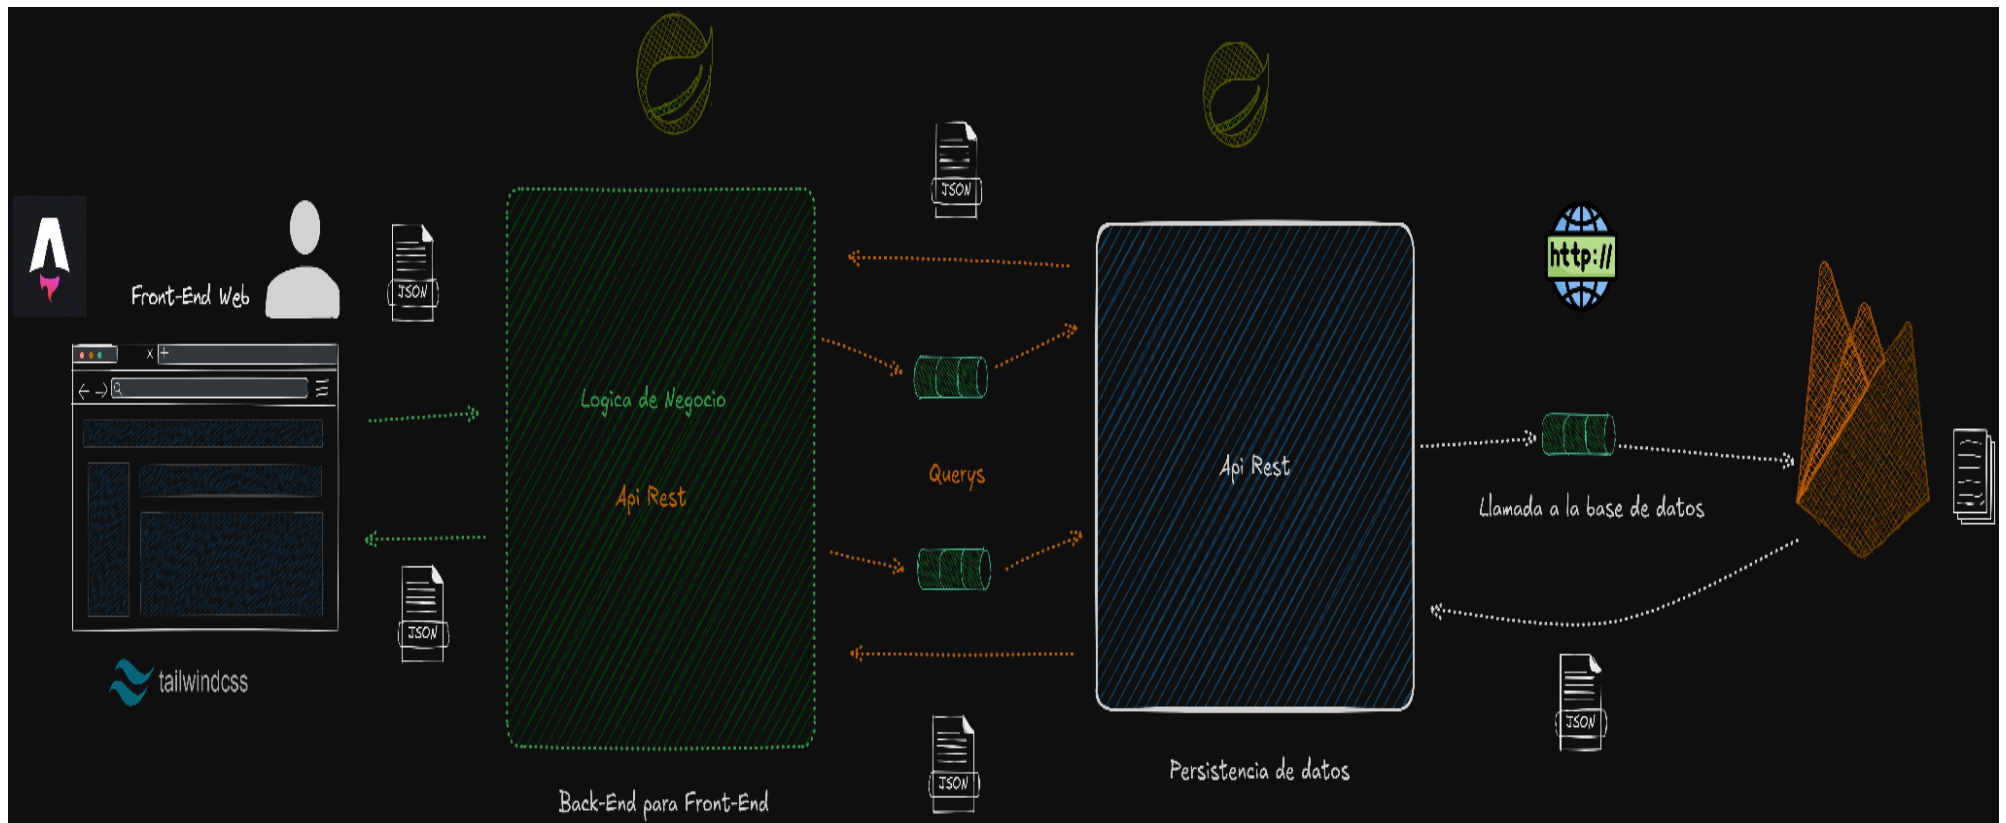 Front-End Web
JSON
X +
tailwindcss
JSON
Logica de Negocio
Api Rest
Back-End para Front-End
JSON
Querys
JSON
Api Rest
Persistencia de datos
http://
Llamada a la base de datos
JSON